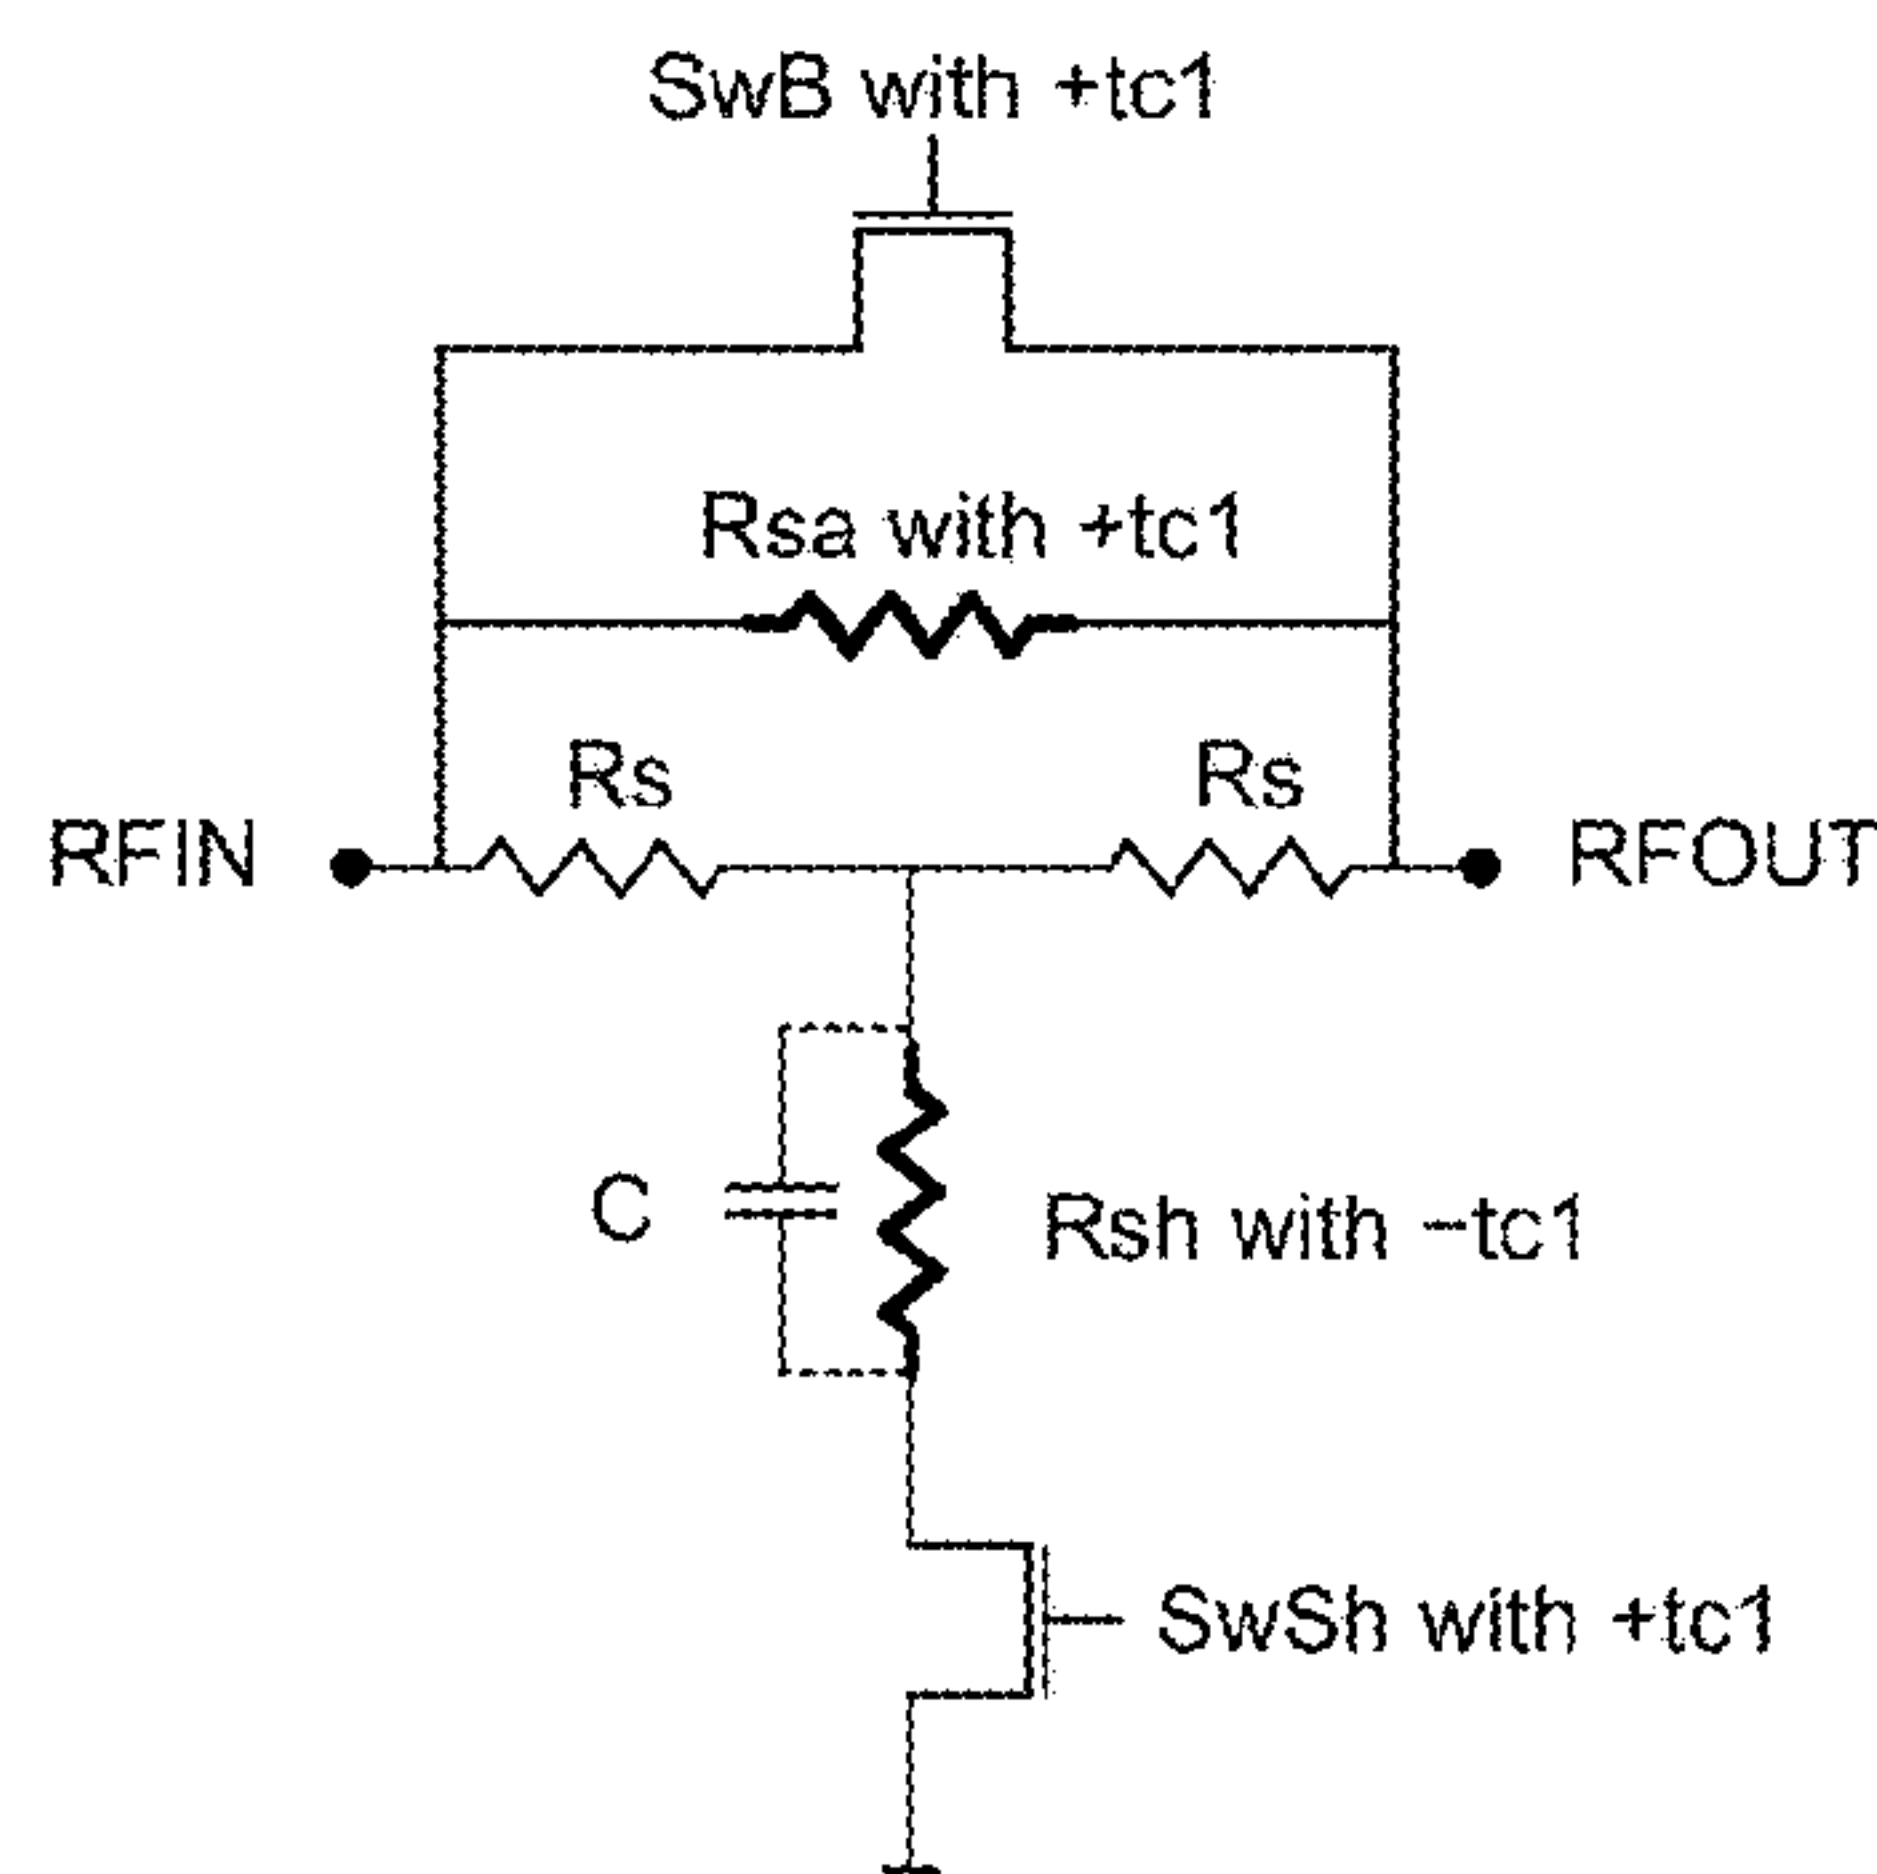 SwB with +tc1
Rsa with +tc1
Rs
Rs
RFIN
RFOUT
C
Rsh with −tc1
SwSh with +tc1